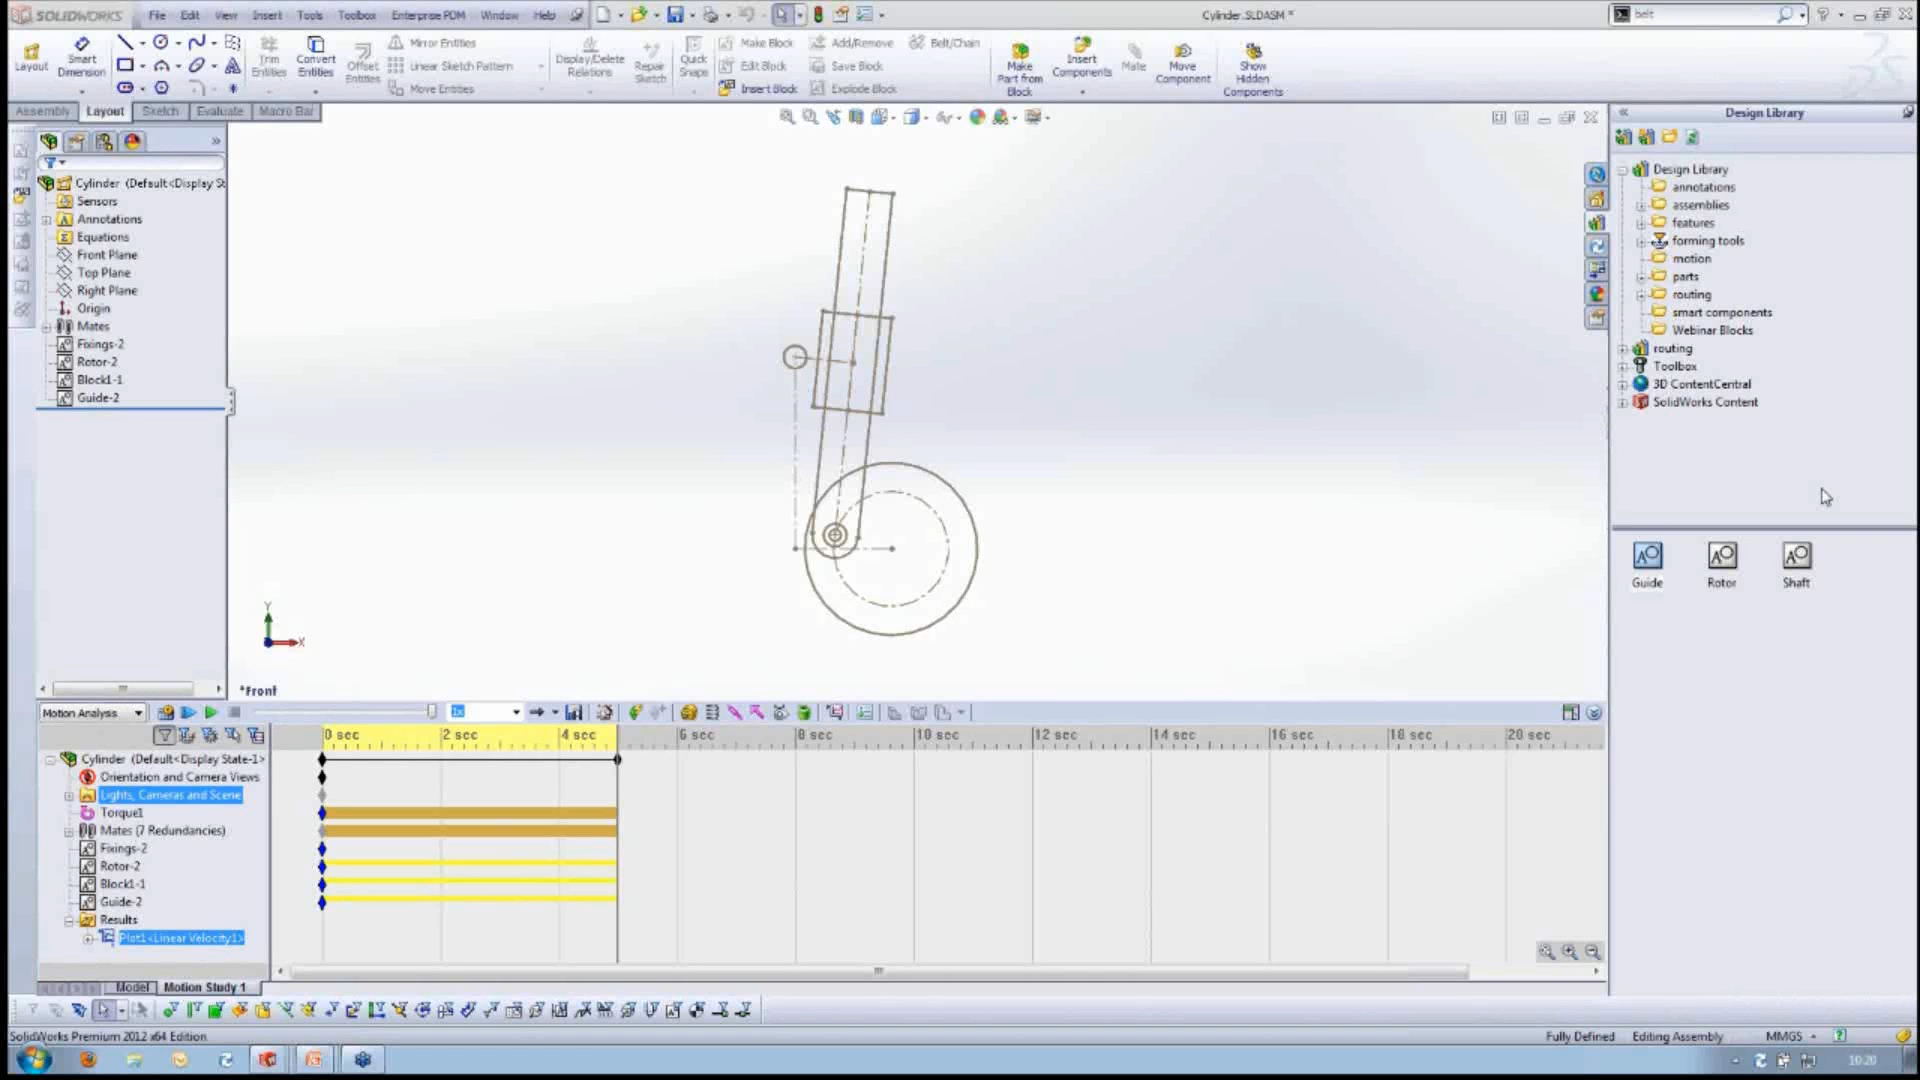 SOLIDWORKS File Edit View Insert Tools Toolbox Enterprise PDM Window Help Cylinder.SLDASM * belt
Layout Smart Dimension Trim Entities Convert Entities Offset Entities Mirror Entities Linear Sketch Pattern Move Entities Display/Delete Relations Repair Sketch Quick Snaps Make Block Edit Block Insert Block Add/Remove Save Block Explode Block Belt/Chain Make Part from Block Insert Components Mate Move Component Show Hidden Components
Assembly Layout Sketch Evaluate Macro Bar
Design Library
Cylinder (Default<Display St
Sensors
Annotations
Equations
Front Plane
Top Plane
Right Plane
Origin
Mates
Fixings-2
Rotor-2
Block1-1
Guide-2
Design Library
annotations
assemblies
features
forming tools
motion
parts
routing
smart components
Webinar Blocks
routing
Toolbox
3D ContentCentral
SolidWorks Content
Guide Rotor Shaft
Y
X
*Front
Motion Analysis 1x
0 sec 2 sec 4 sec 6 sec 8 sec 10 sec 12 sec 14 sec 16 sec 18 sec 20 sec
Cylinder (Default<Display State-1>
Orientation and Camera Views
Lights, Cameras and Scene
Torque1
Mates (7 Redundancies)
Fixings-2
Rotor-2
Block1-1
Guide-2
Results
Plot1<Linear Velocity1>
Model Motion Study 1
SolidWorks Premium 2012 x64 Edition Fully Defined Editing Assembly MMGS
10:20